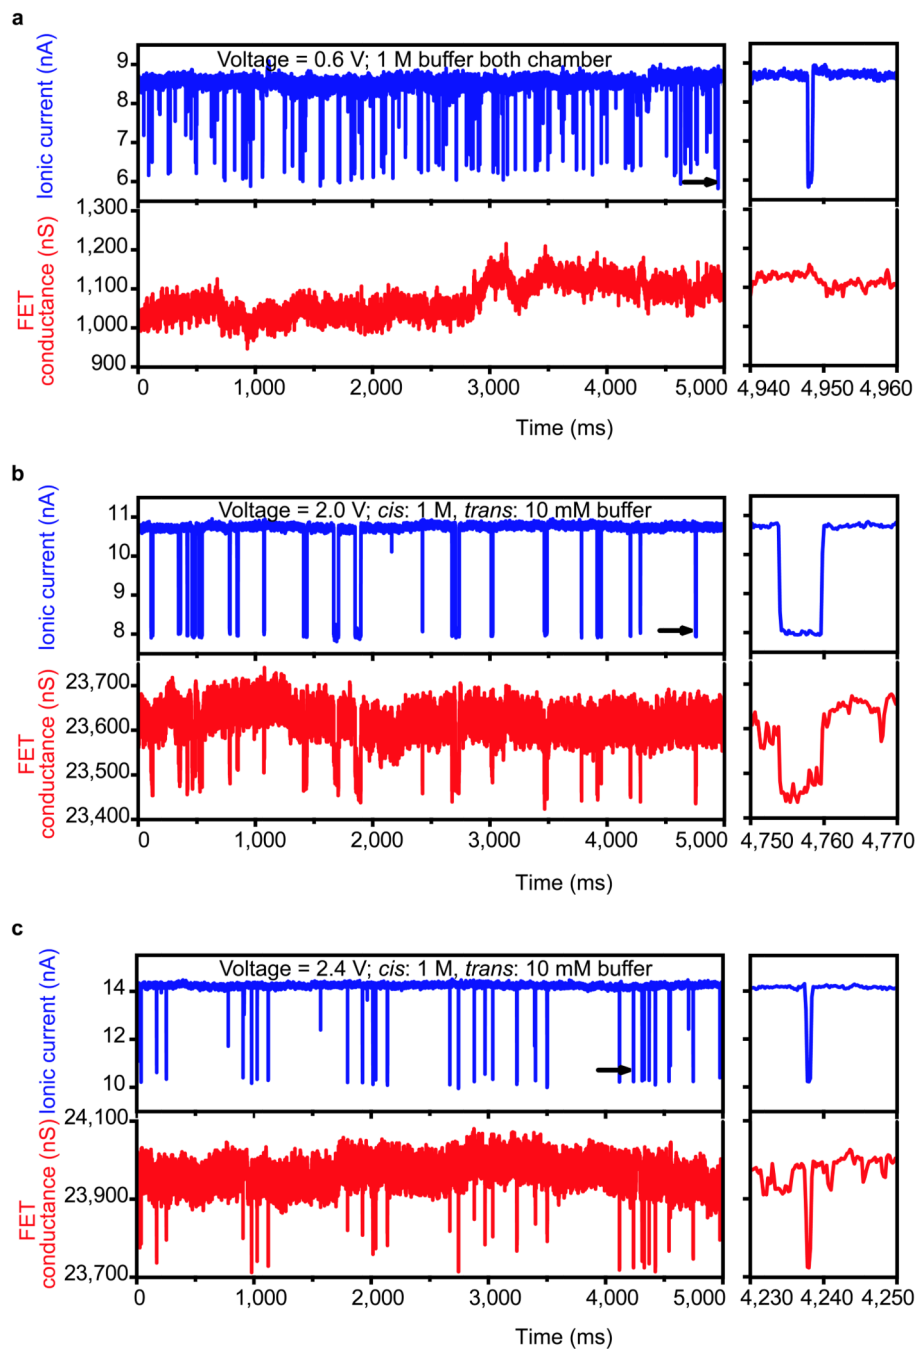 a
Voltage = 0.6 V; 1 M buffer both chamber
Ionic current (nA)
9
8
7
6
FET
conductance (nS)
1,300
1,200
1,100
1,000
900
0 1,000 2,000 3,000 4,000 5,000 4,940 4,950 4,960
Time (ms)
b
Voltage = 2.0 V; cis: 1 M, trans: 10 mM buffer
Ionic current (nA)
11
10
9
8
FET
conductance (nS)
23,700
23,600
23,500
23,400
0 1,000 2,000 3,000 4,000 5,000 4,750 4,760 4,770
Time (ms)
c
Voltage = 2.4 V; cis: 1 M, trans: 10 mM buffer
Ionic current (nA)
14
12
10
FET
conductance (nS)
24,100
23,900
23,700
0 1,000 2,000 3,000 4,000 5,000 4,230 4,240 4,250
Time (ms)